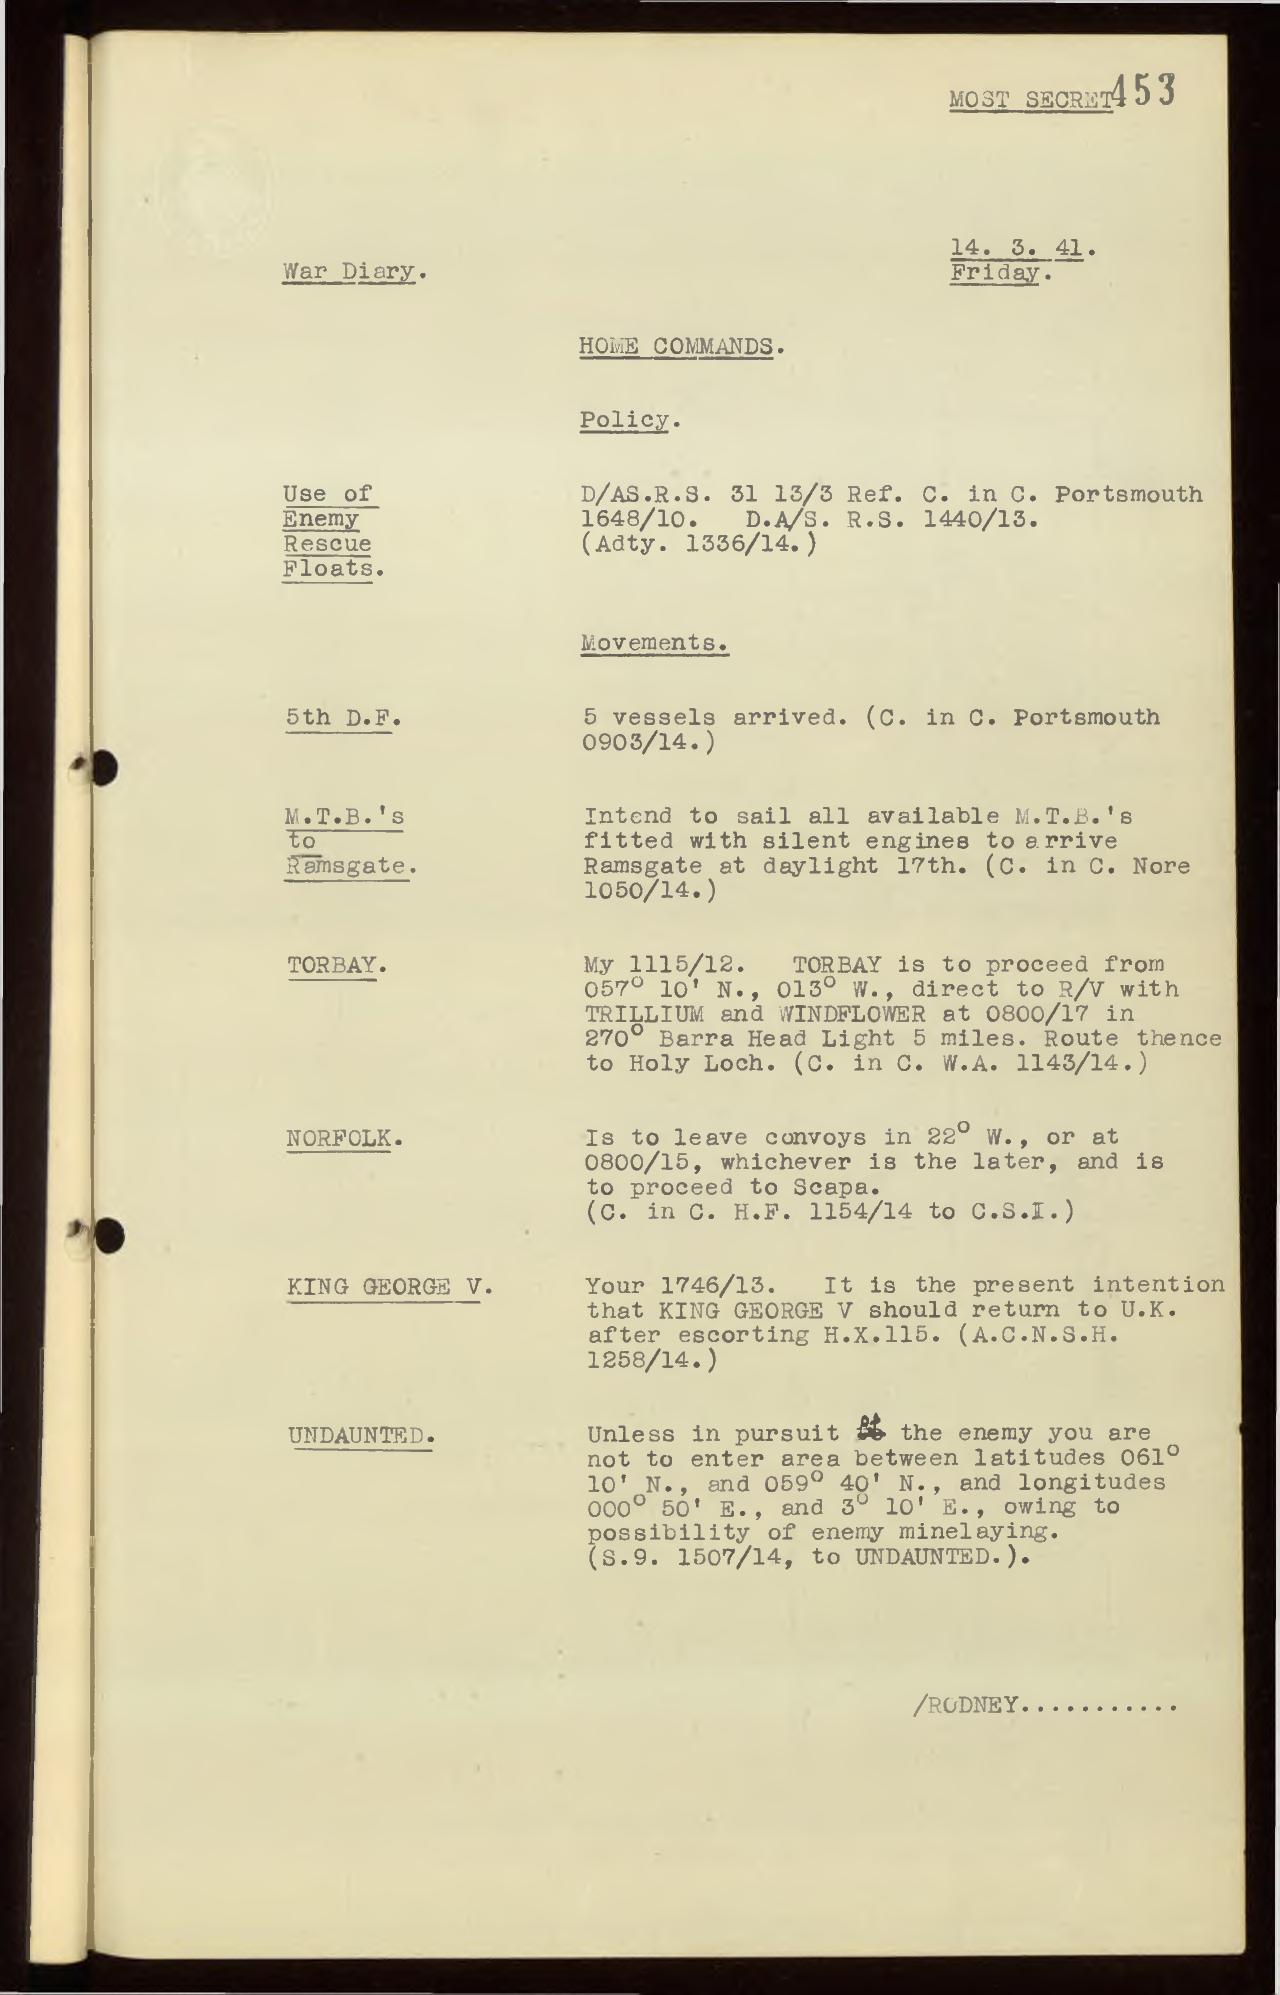 MOST SECRET 453
14. 3. 41.
War Diary.
Friday.
HOME COMMANDS.
Policy.
Use of
Enemy
Rescue
Floats.
D/AS.R.S. 31 13/3 Ref. C. in C. Portsmouth
1648/10. D.A/S. R.S. 1440/13.
(Adty. 1336/14.)
Movements.
5th D.F.
5 vessels arrived. (C. in C. Portsmouth
0903/14.)
M.T.B.'s
to
Ramsgate.
Intend to sail all available M.T.B.'s
fitted with silent engines to arrive
Ramsgate at daylight 17th. (C. in C. Nore
1050/14.)
TORBAY.
My 1115/12. TORBAY is to proceed from
057° 10' N., 013° W., direct to R/V with
TRILLIUM and WINDFLOWER at 0800/17 in
270° Barra Head Light 5 miles. Route thence
to Holy Loch. (C. in C. W.A. 1143/14.)
NORFOLK.
Is to leave convoys in 22° W., or at
0800/15, whichever is the later, and is
to proceed to Scapa.
(C. in C. H.F. 1154/14 to C.S.I.)
KING GEORGE V.
Your 1746/13. It is the present intention
that KING GEORGE V should return to U.K.
after escorting H.X.115. (A.C.N.S.H.
1258/14.)
UNDAUNTED.
Unless in pursuit the enemy you are
not to enter area between latitudes 061°
10' N., and 059° 40' N., and longitudes
000° 50' E., and 3° 10' E., owing to
possibility of enemy minelaying.
(S.9. 1507/14, to UNDAUNTED.).
/RODNEY...........